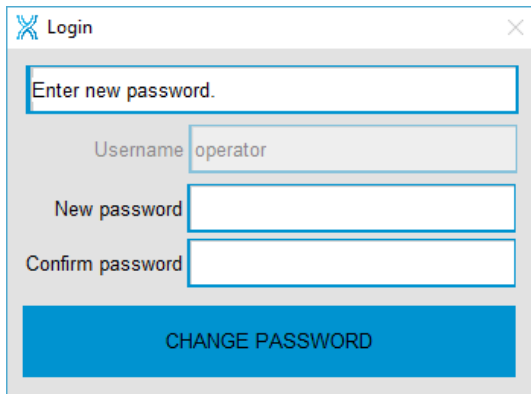 Login
Enter new password.
Username operator
New password
Confirm password
CHANGE PASSWORD